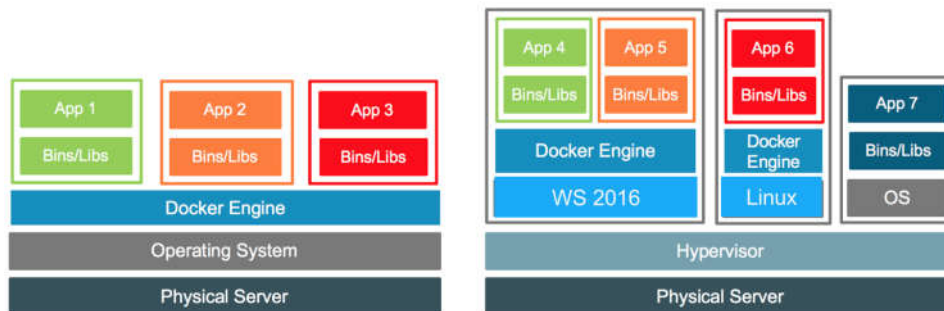 App 1
Bins/Libs
App 2
Bins/Libs
App 3
Bins/Libs
Docker Engine
Operating System
Physical Server
App 4
Bins/Libs
App 5
Bins/Libs
Docker Engine
WS 2016
App 6
Bins/Libs
Docker
Engine
Linux
App 7
Bins/Libs
OS
Hypervisor
Physical Server